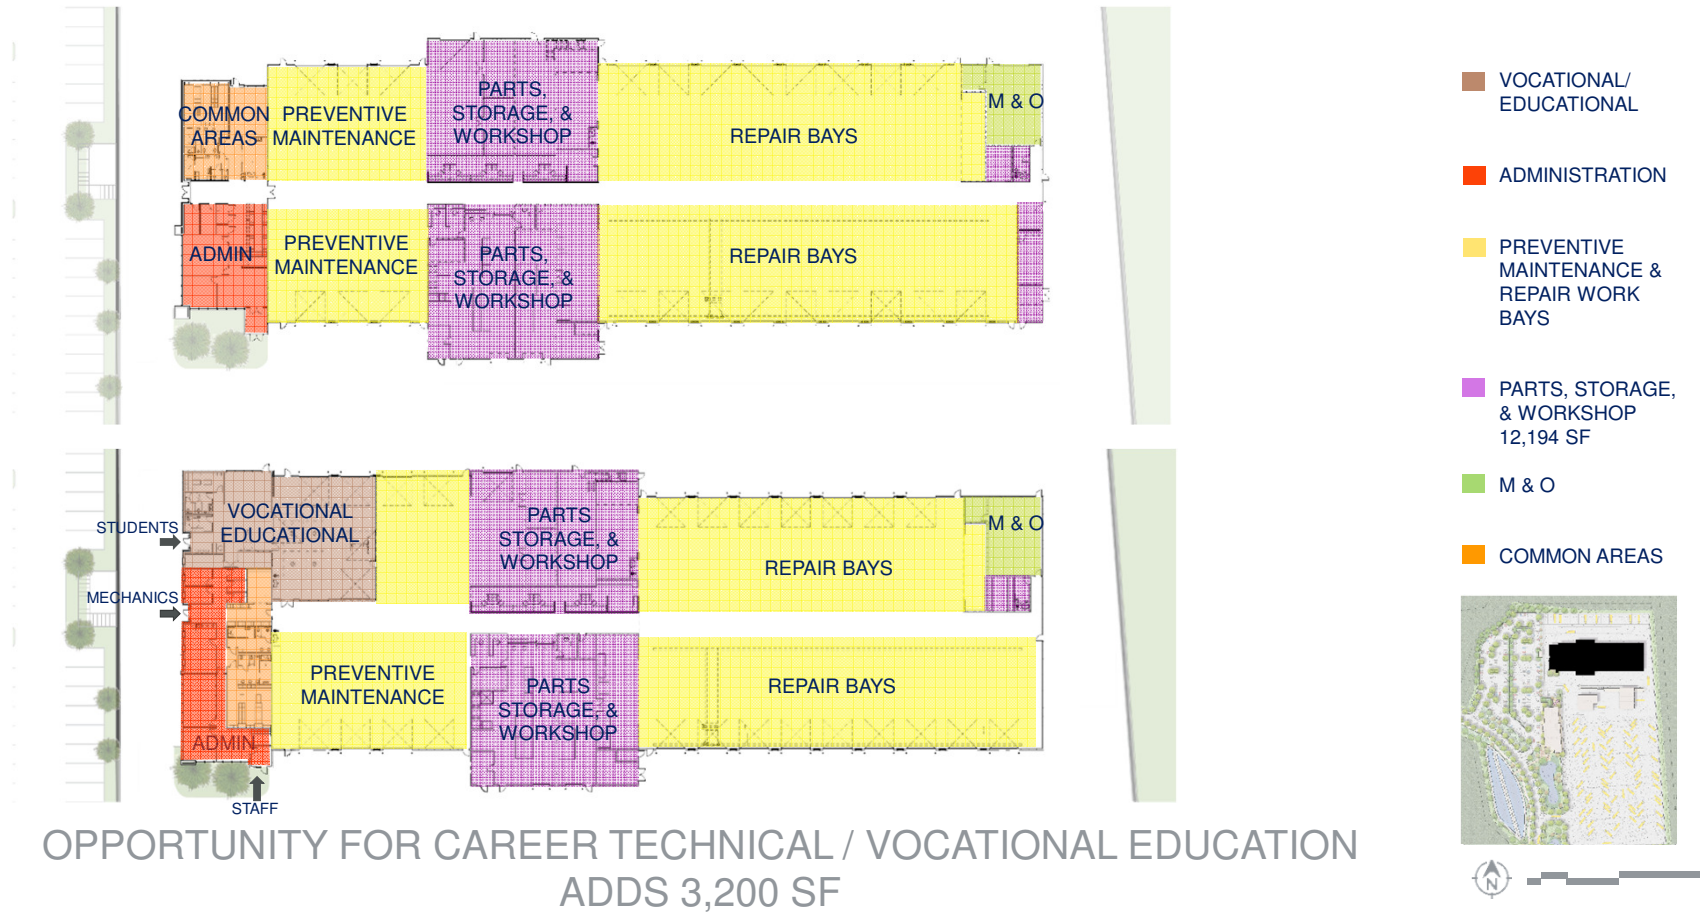 COMMON
AREAS
PREVENTIVE
MAINTENANCE
PARTS,
STORAGE, &
WORKSHOP
REPAIR BAYS
M & O
ADMIN
PREVENTIVE
MAINTENANCE
PARTS,
STORAGE, &
WORKSHOP
REPAIR BAYS
VOCATIONAL/
EDUCATIONAL
ADMINISTRATION
PREVENTIVE
MAINTENANCE &
REPAIR WORK
BAYS
PARTS, STORAGE,
& WORKSHOP
12,194 SF
M & O
COMMON AREAS
STUDENTS
MECHANICS
STAFF
VOCATIONAL
EDUCATIONAL
PARTS
STORAGE, &
WORKSHOP
REPAIR BAYS
M & O
ADMIN
PREVENTIVE
MAINTENANCE
PARTS
STORAGE, &
WORKSHOP
REPAIR BAYS
N
OPPORTUNITY FOR CAREER TECHNICAL / VOCATIONAL EDUCATION
ADDS 3,200 SF